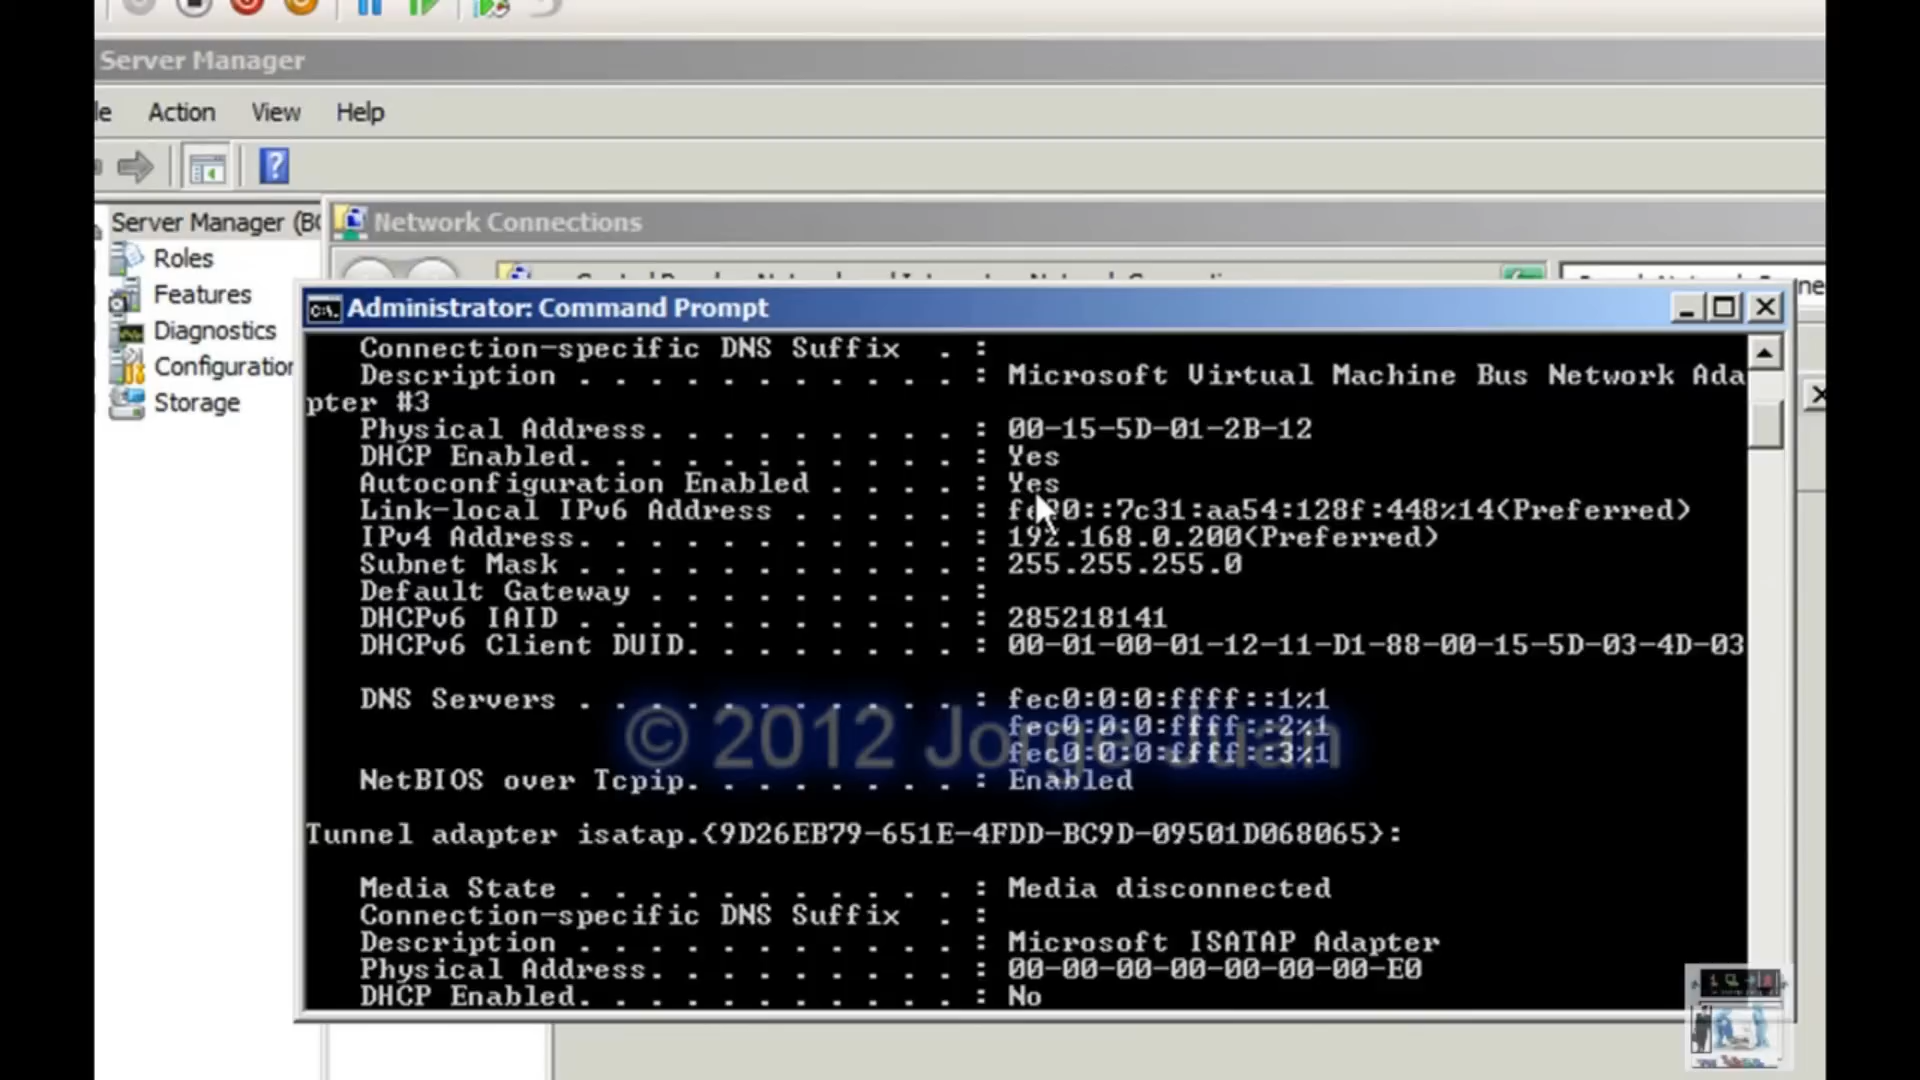 Server Manager
Action View Help
Server Manager
Roles
Features
Diagnostics
Configuration
Storage
Network Connections
Administrator: Command Prompt
Connection-specific DNS Suffix . :
Description . . . . . . . . . . . : Microsoft Virtual Machine Bus Network Ada
pter #3
Physical Address. . . . . . . . . : 00-15-5D-01-2B-12
DHCP Enabled. . . . . . . . . . . : Yes
Autoconfiguration Enabled . . . . : Yes
Link-local IPv6 Address . . . . . : fe80::7c31:aa54:128f:448%14(Preferred)
IPv4 Address. . . . . . . . . . . : 192.168.0.200(Preferred)
Subnet Mask . . . . . . . . . . . : 255.255.255.0
Default Gateway . . . . . . . . . :
DHCPv6 IAID . . . . . . . . . . . : 285218141
DHCPv6 Client DUID. . . . . . . . : 00-01-00-01-12-11-D1-88-00-15-5D-03-4D-03
DNS Servers . . . . . . . . . . . : fec0:0:0:ffff::1%1
fec0:0:0:ffff::2%1
fec0:0:0:ffff::3%1
© 2012 Jorge Juan
NetBIOS over Tcpip. . . . . . . . : Enabled
Tunnel adapter isatap.{9D26EB79-651E-4FDD-BC9D-09501D068065}:
Media State . . . . . . . . . . . : Media disconnected
Connection-specific DNS Suffix . :
Description . . . . . . . . . . . : Microsoft ISATAP Adapter
Physical Address. . . . . . . . . : 00-00-00-00-00-00-00-E0
DHCP Enabled. . . . . . . . . . . : No